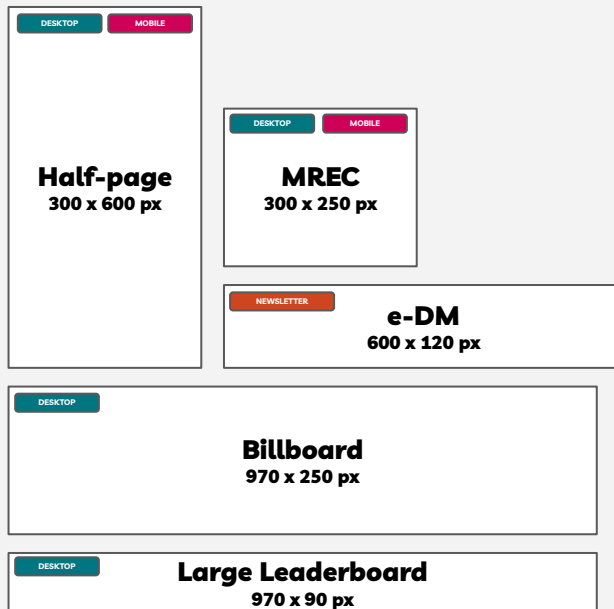 DESKTOP MOBILE
Half-page
300 x 600 px
DESKTOP MOBILE
MREC
300 x 250 px
NEWSLETTER
e-DM
600 x 120 px
DESKTOP
Billboard
970 x 250 px
DESKTOP
Large Leaderboard
970 x 90 px